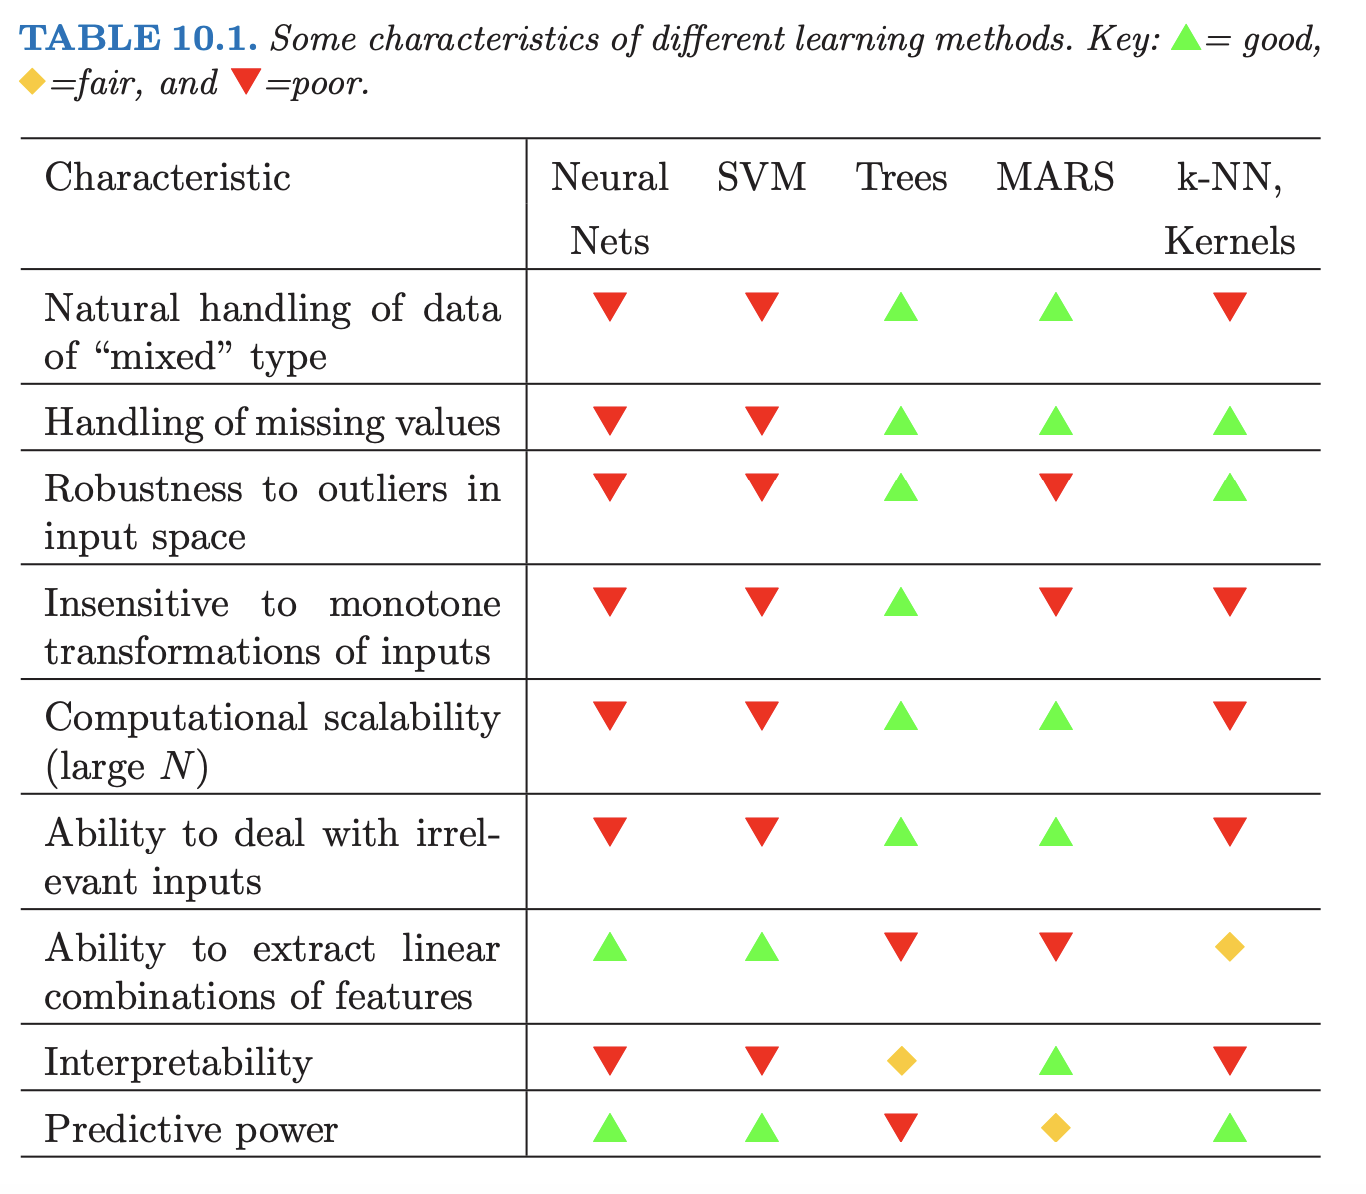 TABLE 10.1. Some characteristics of different learning methods. Key: ▲= good,
◆=fair, and ▼=poor.
Characteristic Neural SVM Trees MARS k-NN,
Nets Kernels
Natural handling of data ▼ ▼ ▲ ▲ ▼
of “mixed” type
Handling of missing values ▼ ▼ ▲ ▲ ▲
Robustness to outliers in ▼ ▼ ▲ ▼ ▲
input space
Insensitive to monotone ▼ ▼ ▲ ▼ ▼
transformations of inputs
Computational scalability ▼ ▼ ▲ ▲ ▼
(large N)
Ability to deal with irrel- ▼ ▼ ▲ ▲ ▼
evant inputs
Ability to extract linear ▲ ▲ ▼ ▼ ◆
combinations of features
Interpretability ▼ ▼ ◆ ▲ ▼
Predictive power ▲ ▲ ▼ ◆ ▲